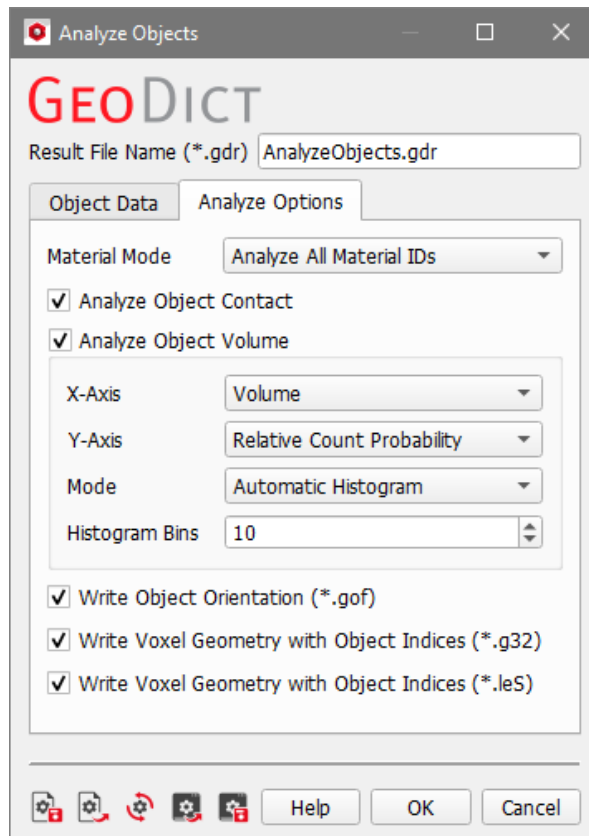 Analyze Objects
GEODICT
Result File Name (*.gdr) AnalyzeObjects.gdr
Object Data Analyze Options
Material Mode Analyze All Material IDs
Analyze Object Contact
Analyze Object Volume
X-Axis Volume
Y-Axis Relative Count Probability
Mode Automatic Histogram
Histogram Bins 10
Write Object Orientation (*.gof)
Write Voxel Geometry with Object Indices (*.g32)
Write Voxel Geometry with Object Indices (*.leS)
Help OK Cancel